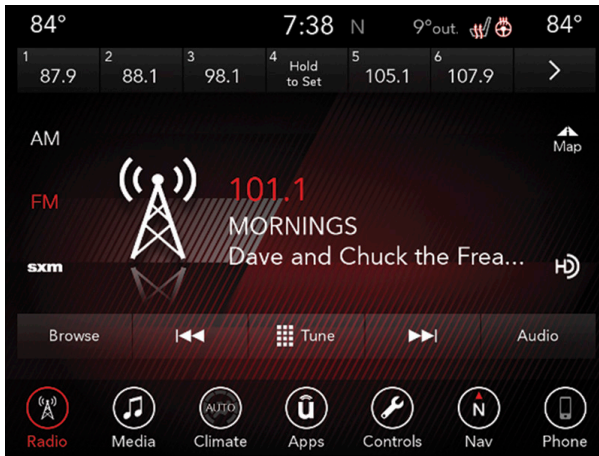 84° 7:38 N 9°out. 84°
1 87.9 2 88.1 3 98.1 4 Hold to Set 5 105.1 6 107.9
AM
Map
FM
101.1
MORNINGS
Dave and Chuck the Frea...
sxm
HD
Browse Tune Audio
AUTO û N
Radio Media Climate Apps Controls Nav Phone